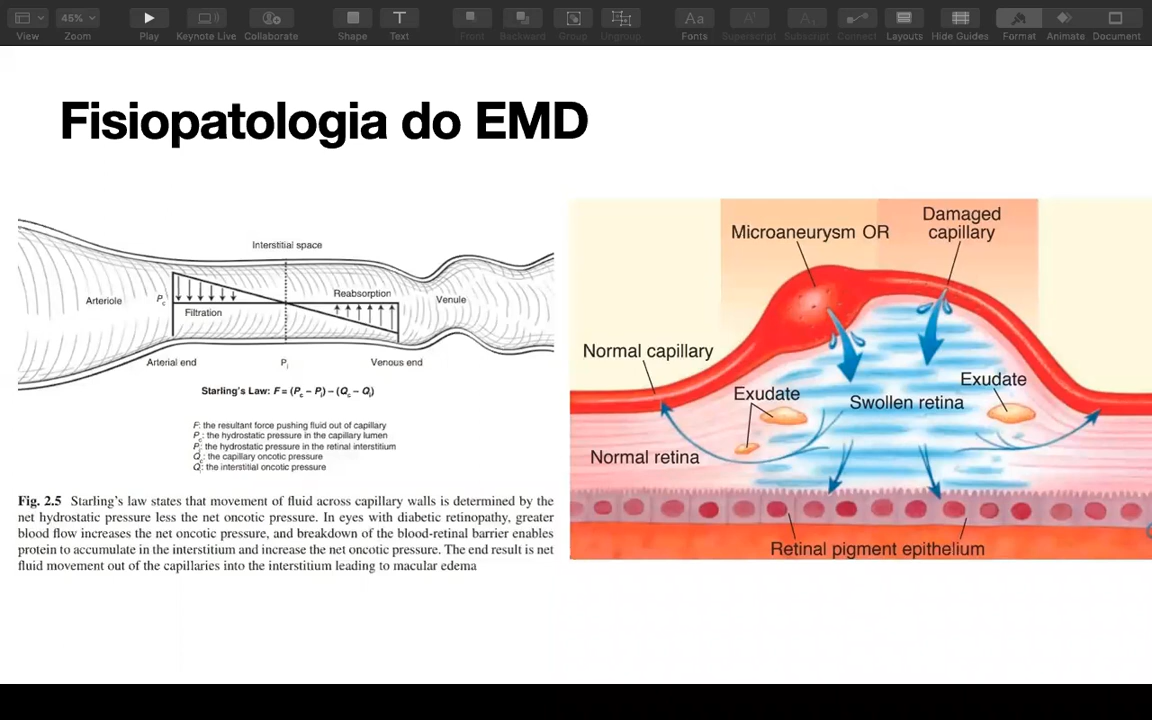 View
45%
Zoom
Play
Keynote Live
Collaborate
Shape
Text
Front
Backward
Group
Ungroup
Fonts
Superscript
Subscript
Connect
Layouts
Hide Guides
Format
Animate
Document
Fisiopatologia do EMD
Interstitial space
Arteriole
Pc
Filtration
Reabsorption
Venule
Arterial end
Pi
Venous end
Starling's Law: F = (Pc – Pi) – (Qc – Qi)
F: the resultant force pushing fluid out of capillary
Pc: the hydrostatic pressure in the capillary lumen
Pi: the hydrostatic pressure in the retinal interstitium
Qc: the capillary oncotic pressure
Qi: the interstitial oncotic pressure
Fig. 2.5 Starling's law states that movement of fluid across capillary walls is determined by the
net hydrostatic pressure less the net oncotic pressure. In eyes with diabetic retinopathy, greater
blood flow increases the net oncotic pressure, and breakdown of the blood-retinal barrier enables
protein to accumulate in the interstitium and increase the net oncotic pressure. The end result is net
fluid movement out of the capillaries into the interstitium leading to macular edema
Microaneurysm OR
Damaged
capillary
Normal capillary
Exudate
Exudate
Swollen retina
Normal retina
Retinal pigment epithelium